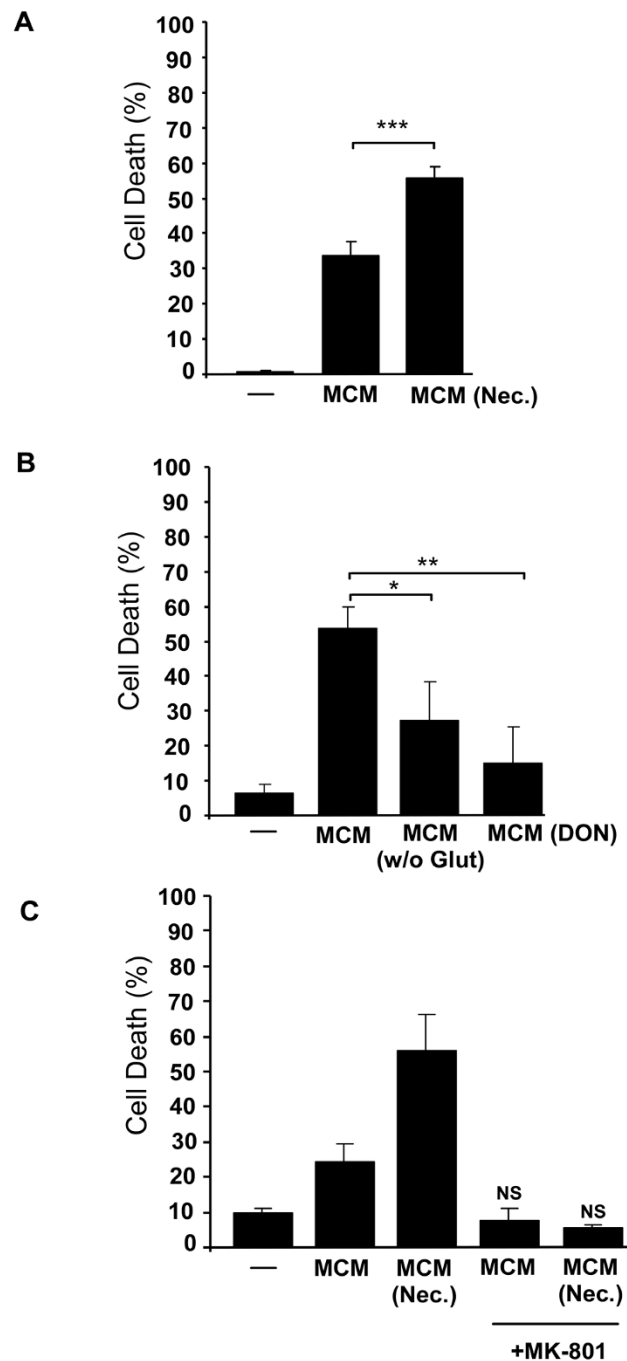 A
Cell Death (%)
100
90
80
70
60
50
40
30
20
10
0
***
— MCM MCM (Nec.)
B
Cell Death (%)
100
90
80
70
60
50
40
30
20
10
0
**
*
— MCM MCM MCM (DON)
(w/o Glut)
C
Cell Death (%)
100
90
80
70
60
50
40
30
20
10
0
NS NS
— MCM MCM MCM MCM
(Nec.) (Nec.)
+MK-801